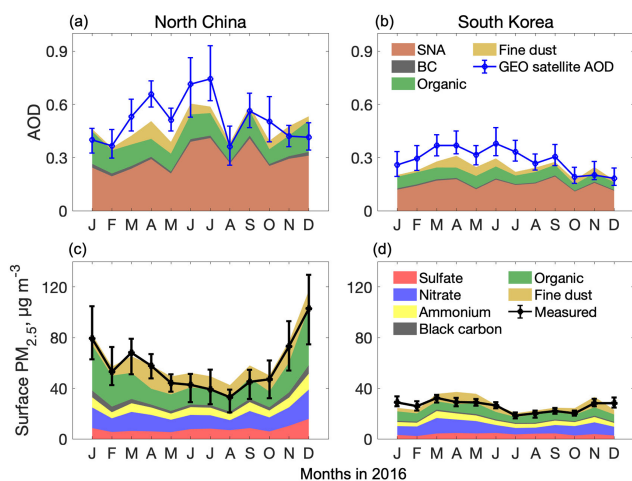 North China
South Korea
(a)
(b)
AOD
0.9
0.6
0.3
0
J F M A M J J A S O N D
0.9
0.6
0.3
0
SNA
BC
Organic
Fine dust
GEO satellite AOD
J F M A M J J A S O N D
(c)
(d)
Surface PM2.5, μg m−3
120
80
40
0
J F M A M J J A S O N D
120
80
40
0
Sulfate
Nitrate
Ammonium
Black carbon
Organic
Fine dust
Measured
J F M A M J J A S O N D
Months in 2016